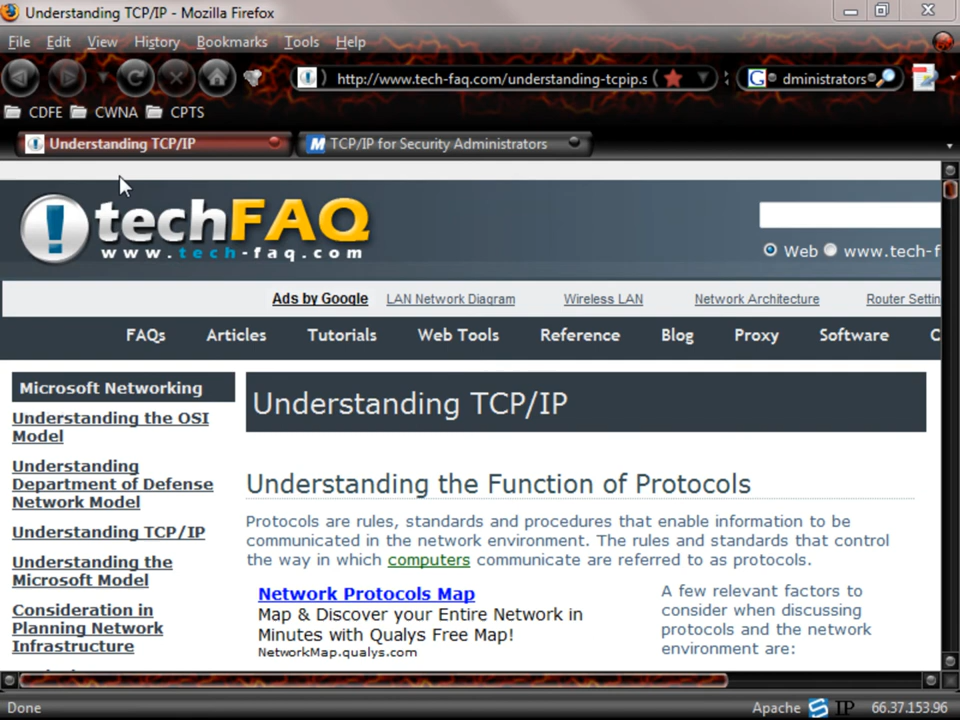 Understanding TCP/IP - Mozilla Firefox
File Edit View History Bookmarks Tools Help
http://www.tech-faq.com/understanding-tcpip.s
dministrators
CDFE CWNA CPTS
Understanding TCP/IP
TCP/IP for Security Administrators
techFAQ
www.tech-faq.com
Web www.tech-f
Ads by Google LAN Network Diagram Wireless LAN Network Architecture Router Settin
FAQs Articles Tutorials Web Tools Reference Blog Proxy Software C
Microsoft Networking
Understanding the OSI
Model
Understanding
Department of Defense
Network Model
Understanding TCP/IP
Understanding the
Microsoft Model
Consideration in
Planning Network
Infrastructure
Understanding TCP/IP
Understanding the Function of Protocols
Protocols are rules, standards and procedures that enable information to be
communicated in the network environment. The rules and standards that control
the way in which computers communicate are referred to as protocols.
Network Protocols Map
Map & Discover your Entire Network in
Minutes with Qualys Free Map!
NetworkMap.qualys.com
A few relevant factors to
consider when discussing
protocols and the network
environment are:
Done
Apache S IP 66.37.153.96